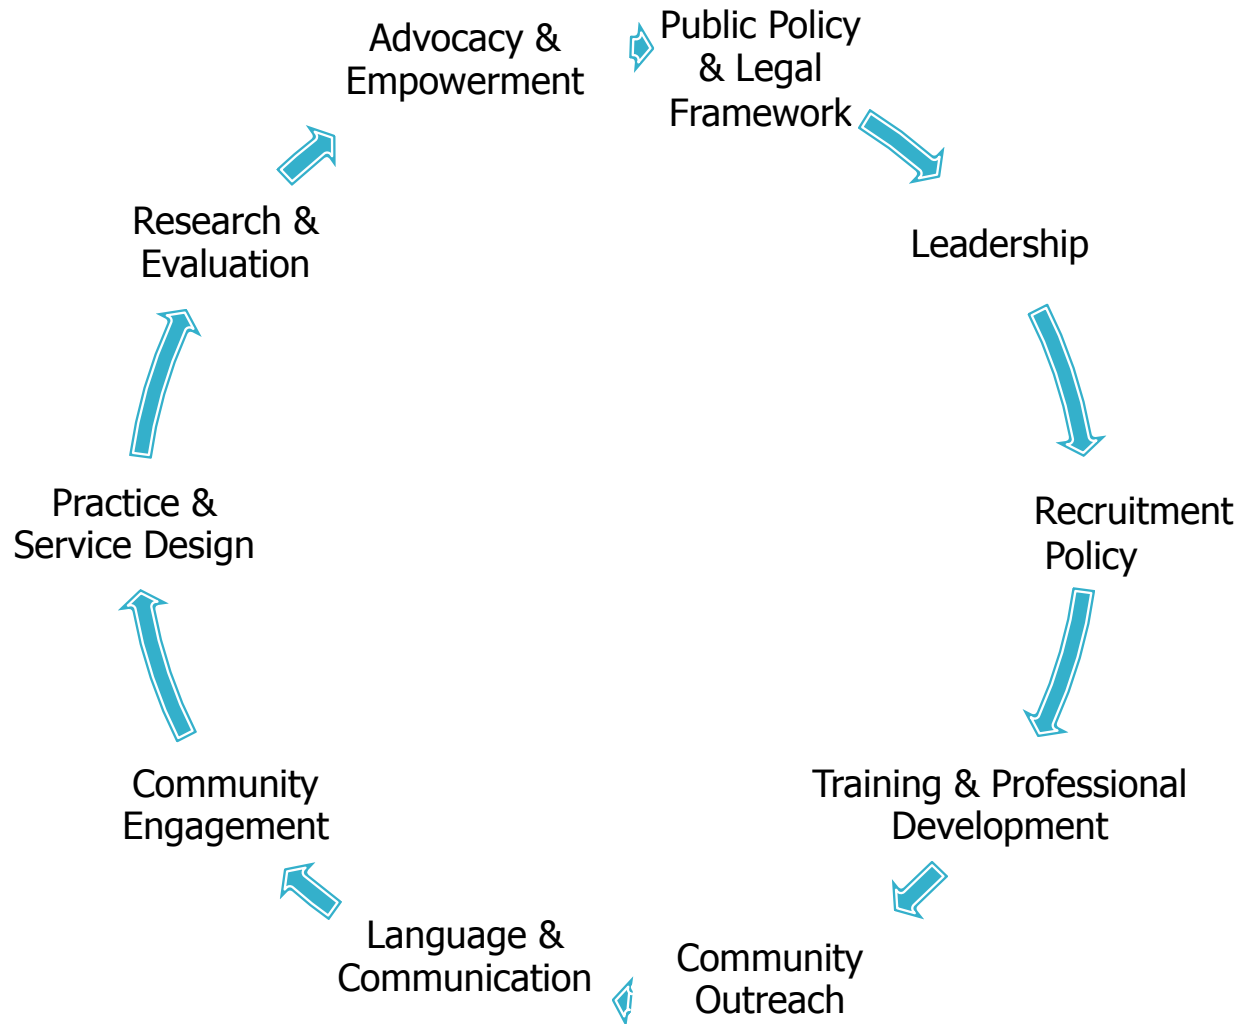 Advocacy &
Empowerment
Public Policy
& Legal
Framework
Leadership
Recruitment
Policy
Training & Professional
Development
Community
Outreach
Language &
Communication
Community
Engagement
Practice &
Service Design
Research &
Evaluation